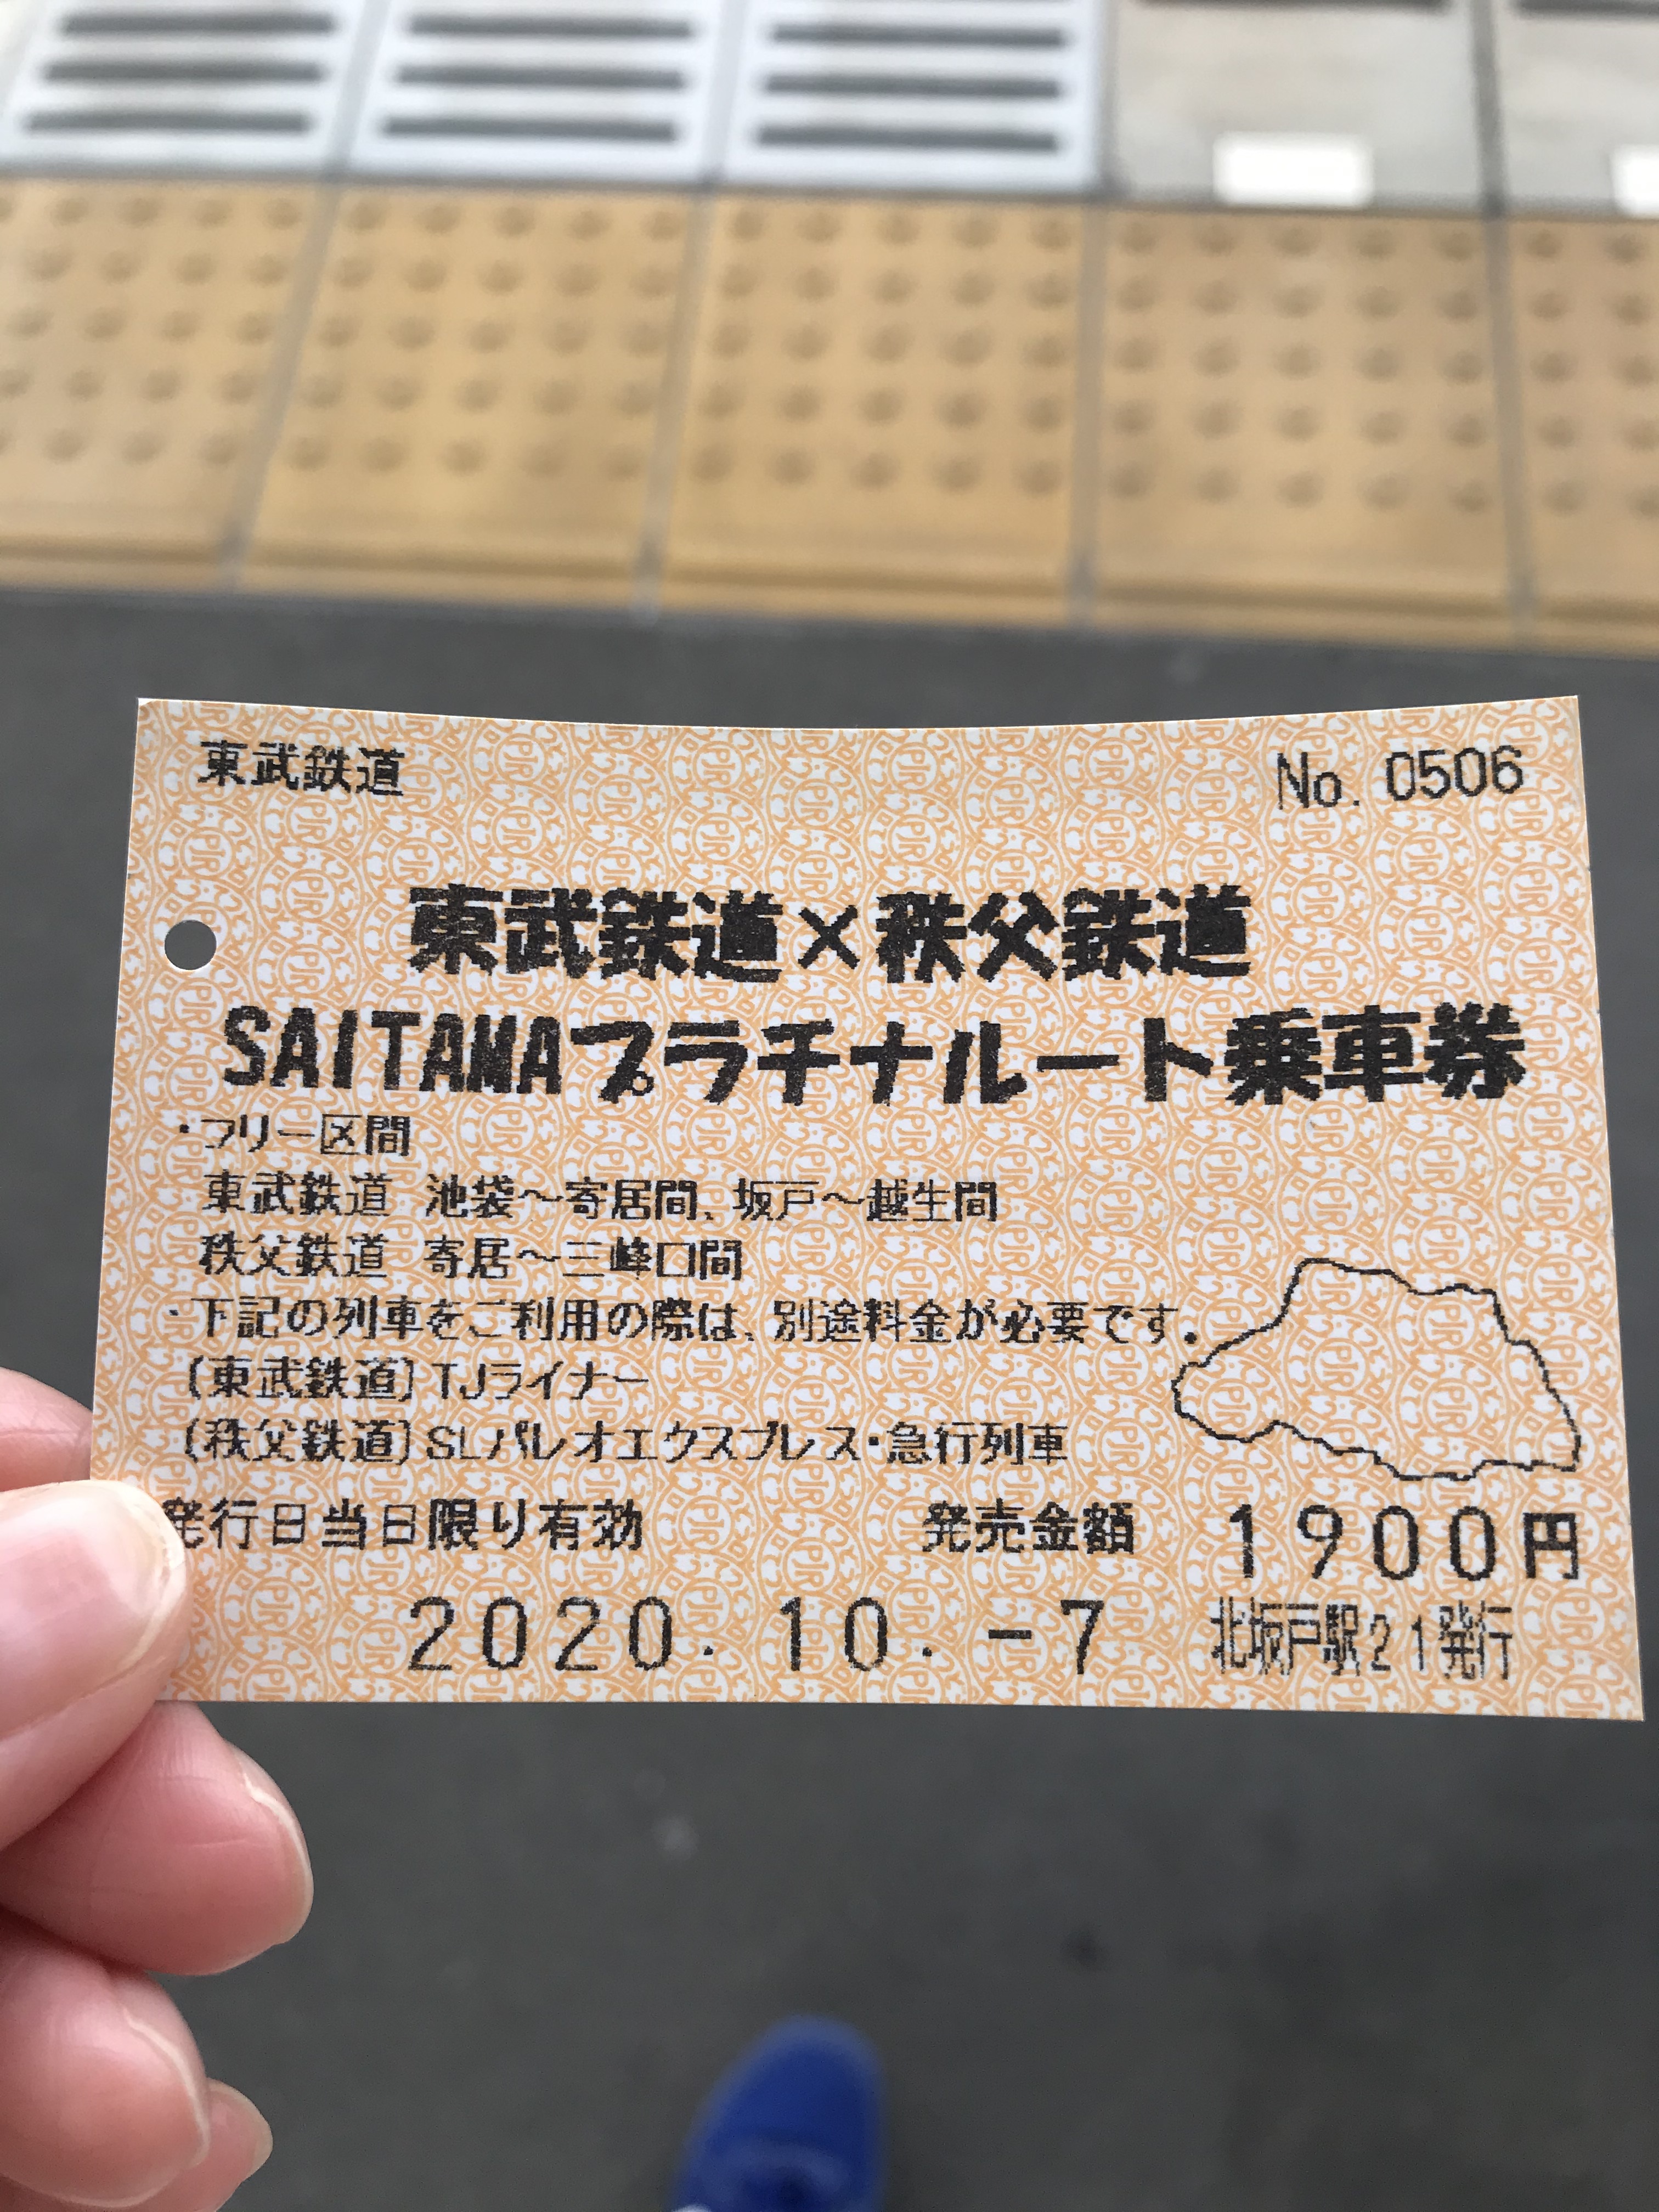 東武鉄道
No. 0506
東武鉄道×秩父鉄道
SAITAMAプラチナルート乗車券
・フリー区間
東武鉄道 池袋～寄居間、坂戸～越生間
秩父鉄道 寄居～三峰口間
・下記の列車をご利用の際は、別途料金が必要です。
〔東武鉄道〕TJライナー
〔秩父鉄道〕SLパレオエクスプレス・急行列車
発行日当日限り有効 発売金額 1900円
2020.10.-7 北坂戸駅21発行